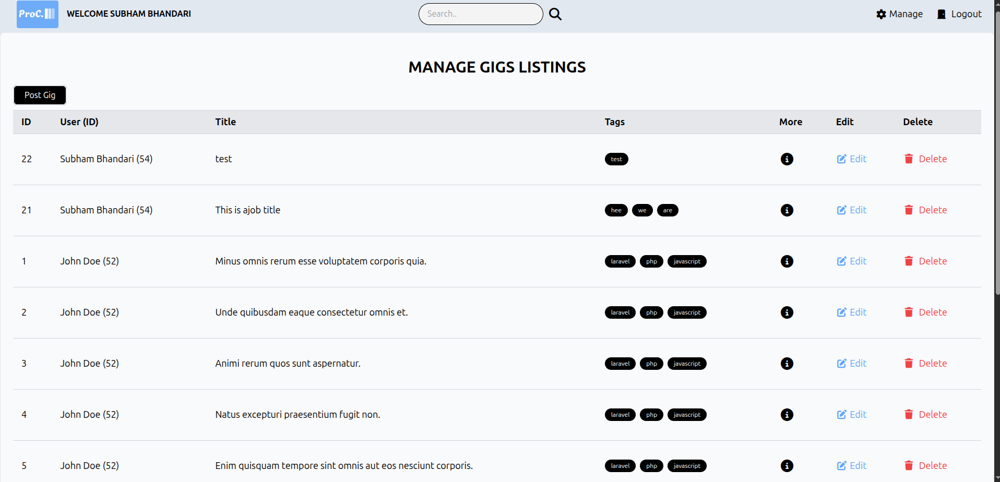 ProC. WELCOME SUBHAM BHANDARI Search.. Manage Logout
MANAGE GIGS LISTINGS
Post Gig
ID User (ID) Title Tags More Edit Delete
22 Subham Bhandari (54) test test Edit Delete
21 Subham Bhandari (54) This is ajob title hee we are Edit Delete
1 John Doe (52) Minus omnis rerum esse voluptatem corporis quia. laravel php javascript Edit Delete
2 John Doe (52) Unde quibusdam eaque consectetur omnis et. laravel php javascript Edit Delete
3 John Doe (52) Animi rerum quos sunt aspernatur. laravel php javascript Edit Delete
4 John Doe (52) Natus excepturi praesentium fugit non. laravel php javascript Edit Delete
5 John Doe (52) Enim quisquam tempore sint omnis aut eos nesciunt corporis. laravel php javascript Edit Delete